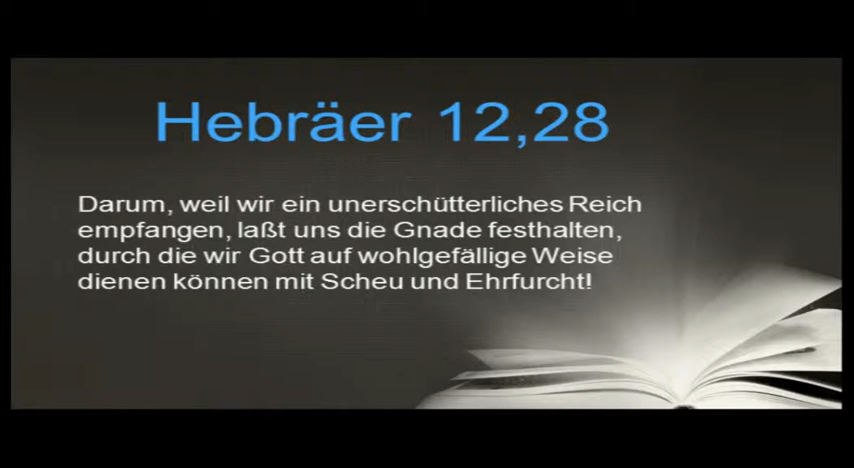 Hebräer 12,28
Darum, weil wir ein unerschütterliches Reich
empfangen, laßt uns die Gnade festhalten,
durch die wir Gott auf wohlgefällige Weise
dienen können mit Scheu und Ehrfurcht!